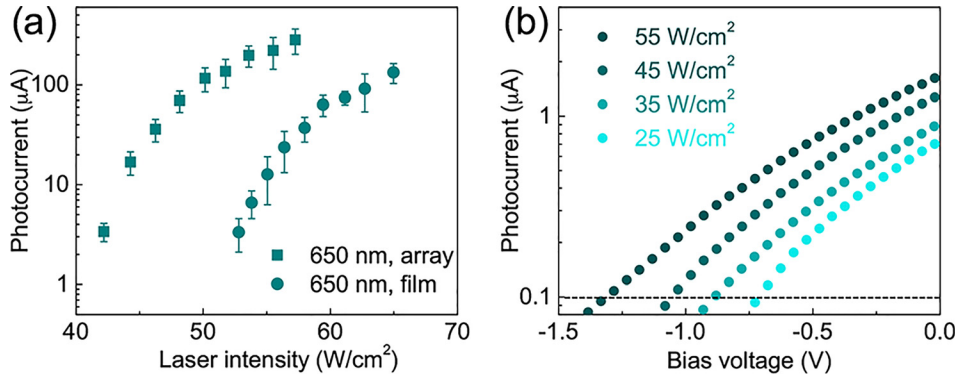 (a)
Photocurrent (μA)
100
10
1
650 nm, array
650 nm, film
40 50 60 70
Laser intensity (W/cm²)
(b)
Photocurrent (μA)
1
0.1
55 W/cm²
45 W/cm²
35 W/cm²
25 W/cm²
-1.5 -1.0 -0.5 0.0
Bias voltage (V)